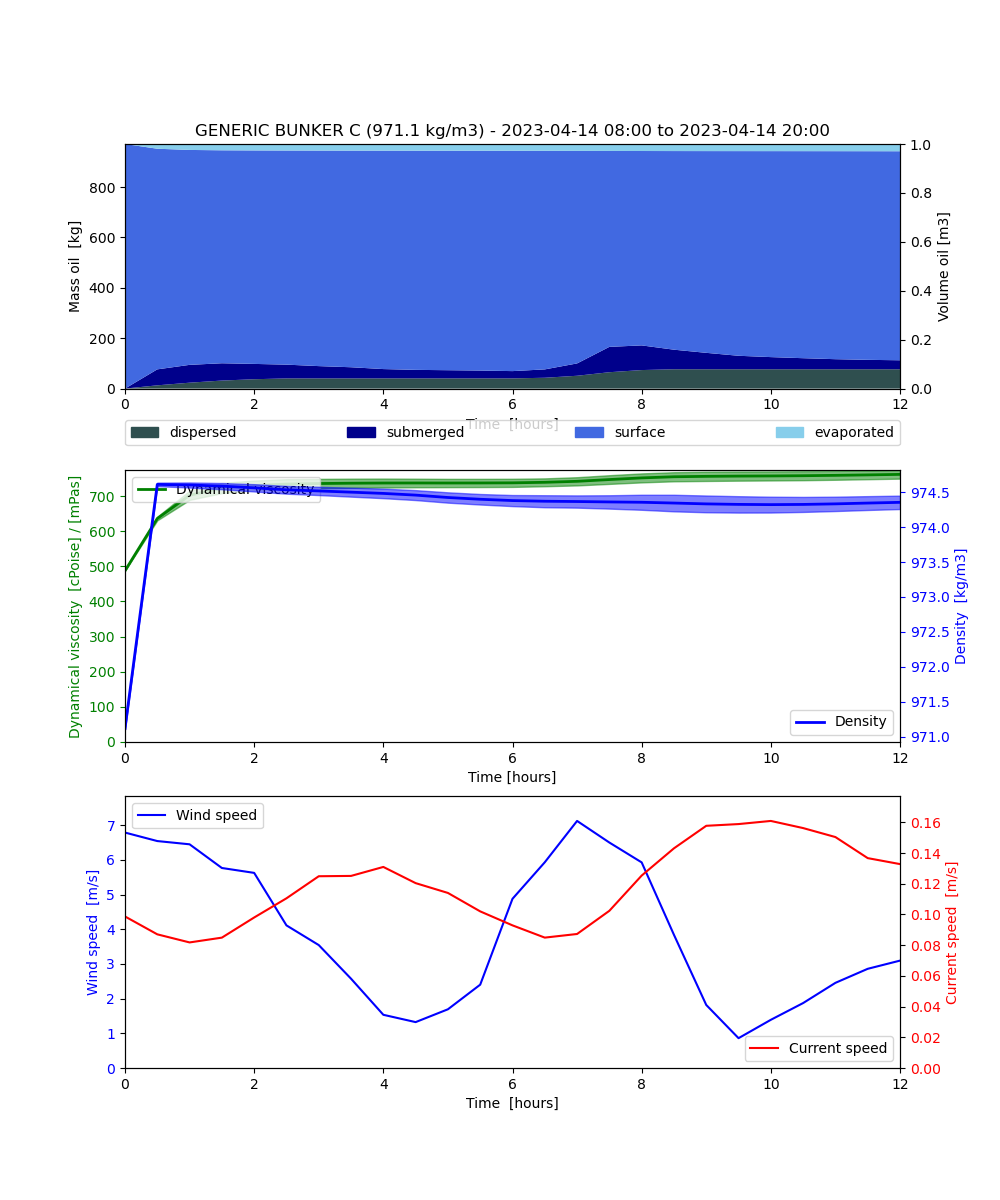 GENERIC BUNKER C (971.1 kg/m3) - 2023-04-14 08:00 to 2023-04-14 20:00
Mass oil [kg]
800
600
400
200
0
Volume oil [m3]
1.0
0.8
0.6
0.4
0.2
0.0
0 2 4 6 8 10 12
Time [hours]
dispersed submerged surface evaporated
Dynamical viscosity [cPoise] / [mPas]
700
600
500
400
300
200
100
0
Dynamical viscosity
Density [kg/m3]
974.5
974.0
973.5
973.0
972.5
972.0
971.5
971.0
Density
0 2 4 6 8 10 12
Time [hours]
Wind speed [m/s]
7
6
5
4
3
2
1
0
Wind speed
Current speed [m/s]
0.16
0.14
0.12
0.10
0.08
0.06
0.04
0.02
0.00
Current speed
0 2 4 6 8 10 12
Time [hours]